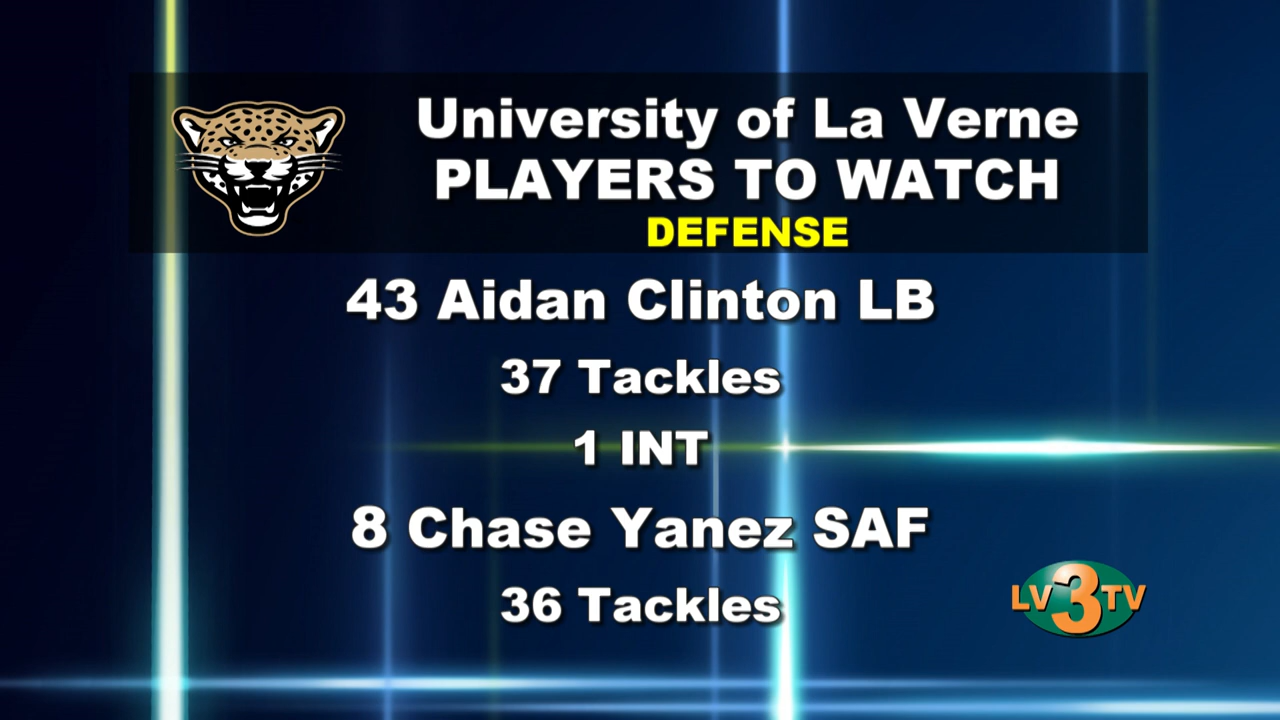 University of La Verne
PLAYERS TO WATCH
DEFENSE
43 Aidan Clinton LB
37 Tackles
1 INT
8 Chase Yanez SAF
36 Tackles
LV3TV